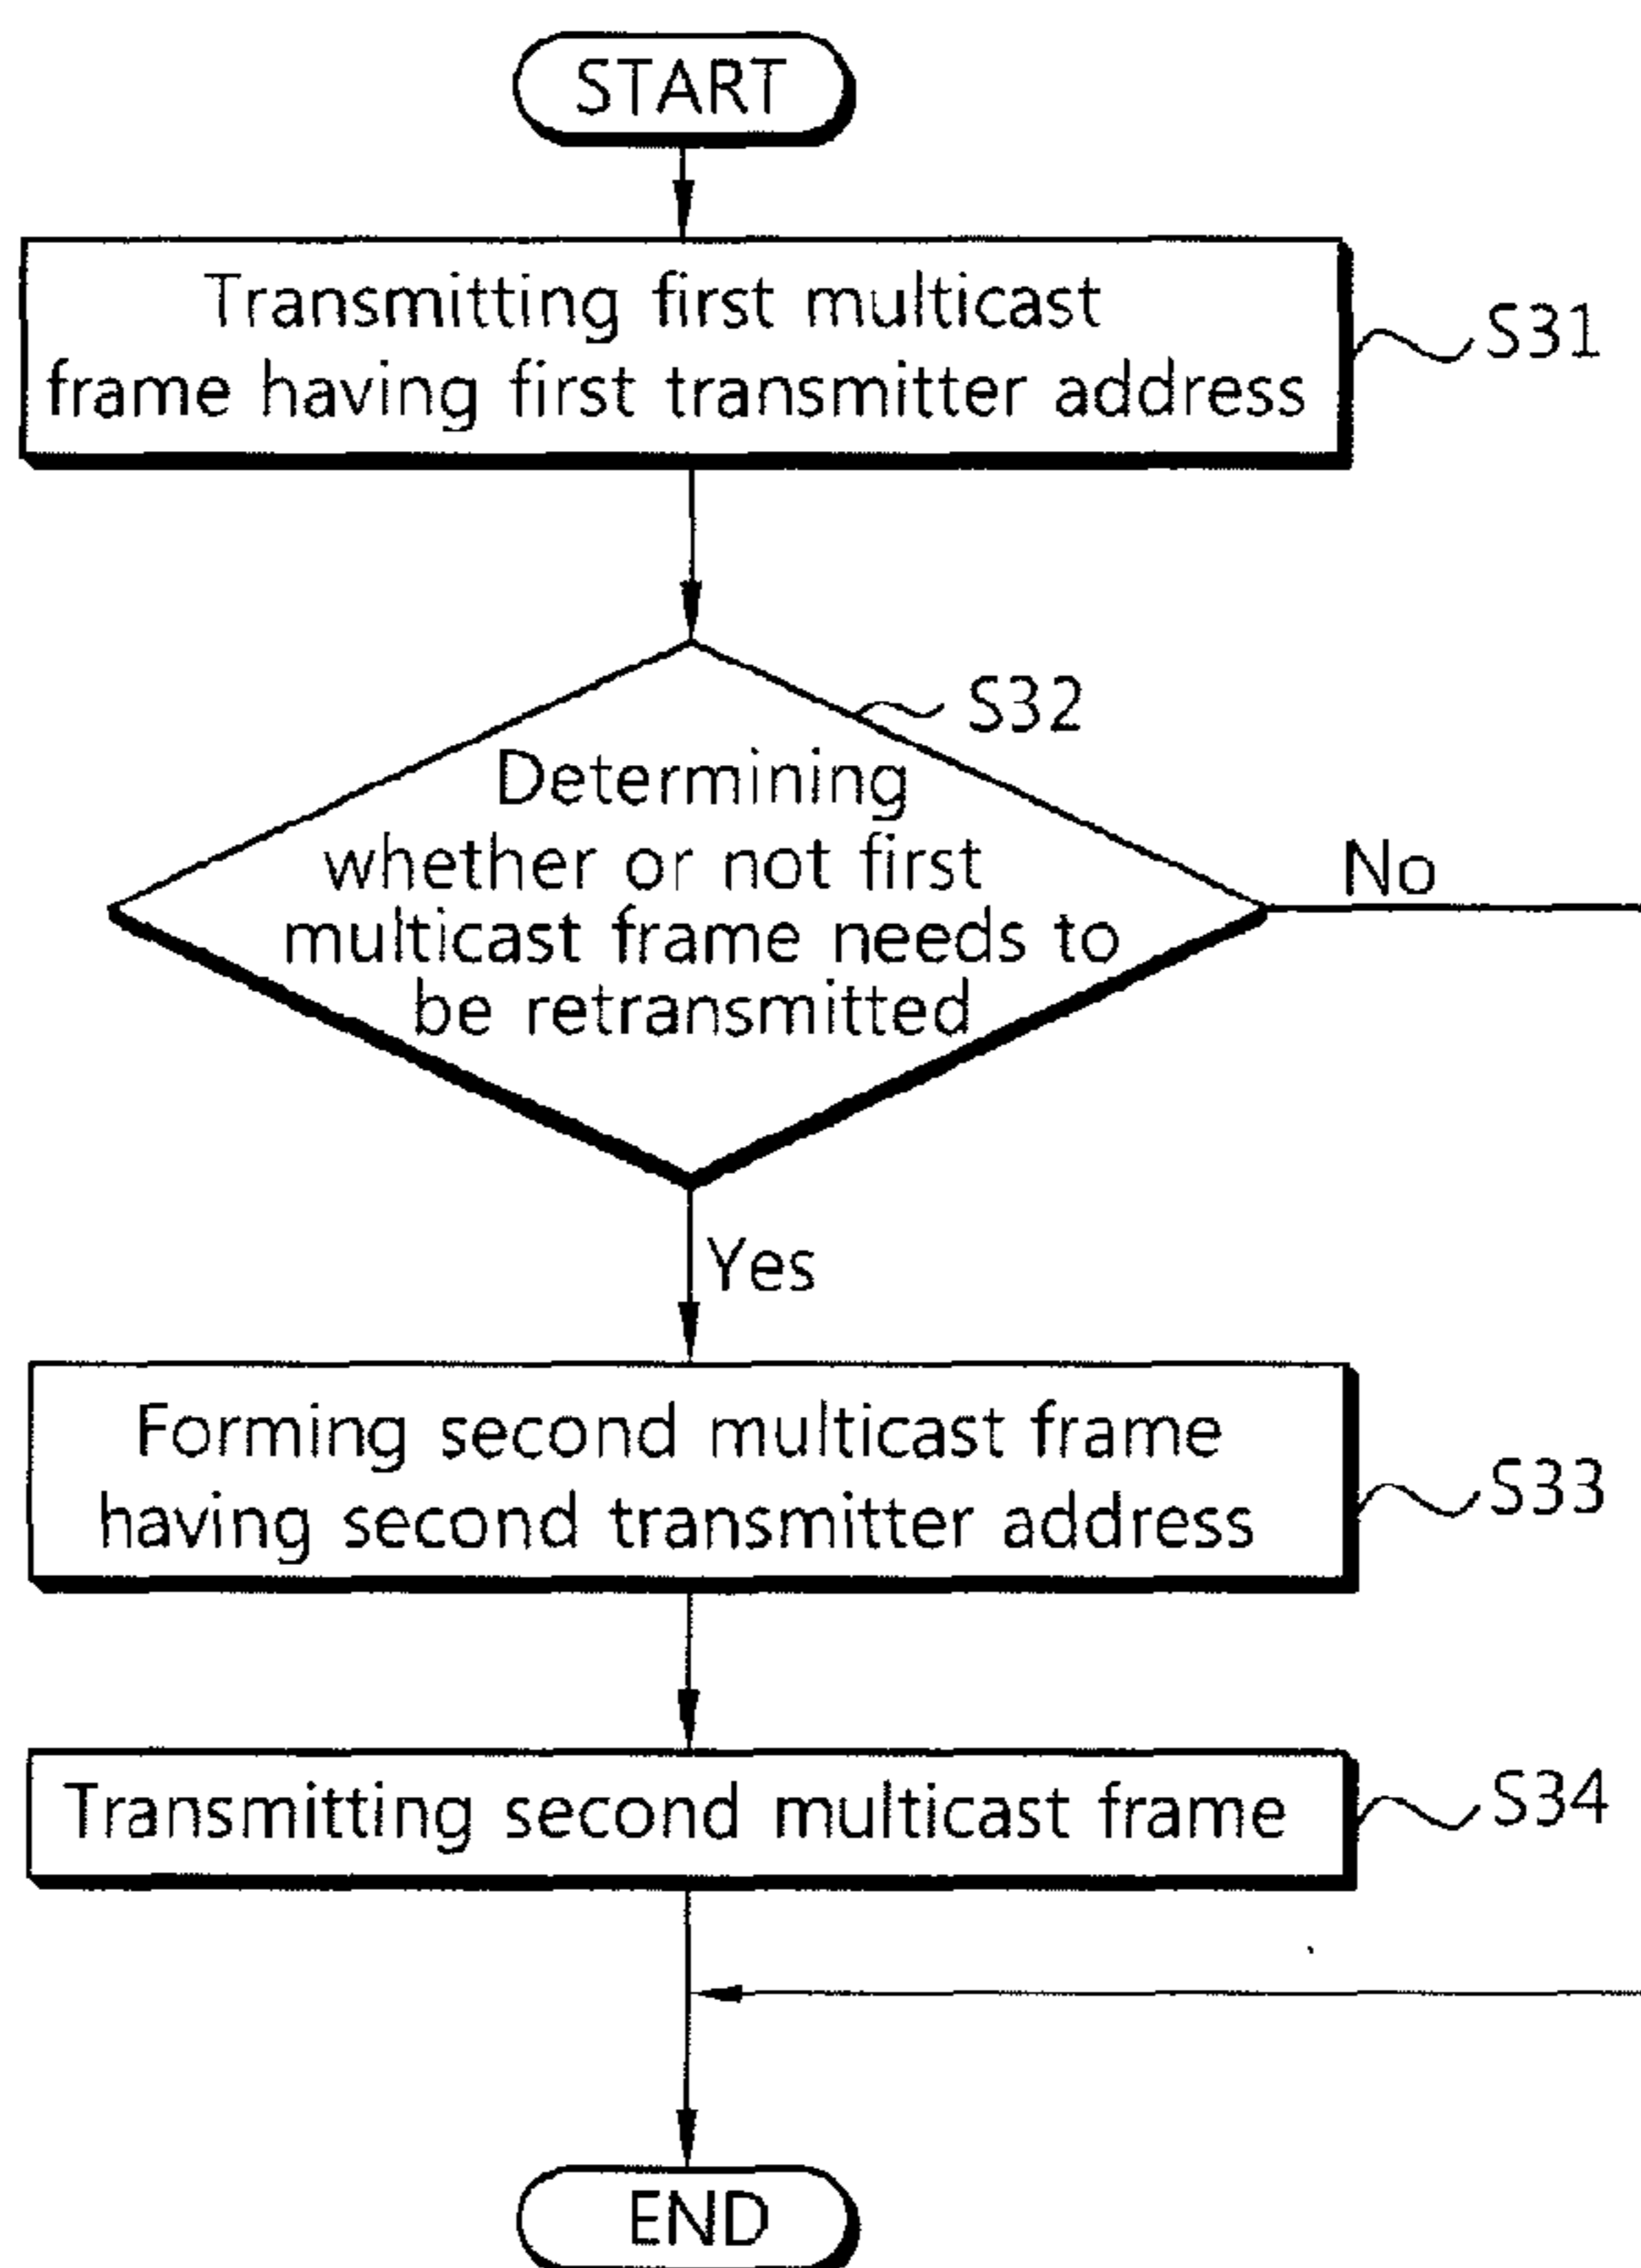 START
Transmitting first multicast
frame having first transmitter address
S31
S32
Determining
whether or not first
multicast frame needs to
be retransmitted
No
Yes
Forming second multicast frame
having second transmitter address
S33
Transmitting second multicast frame
S34
END